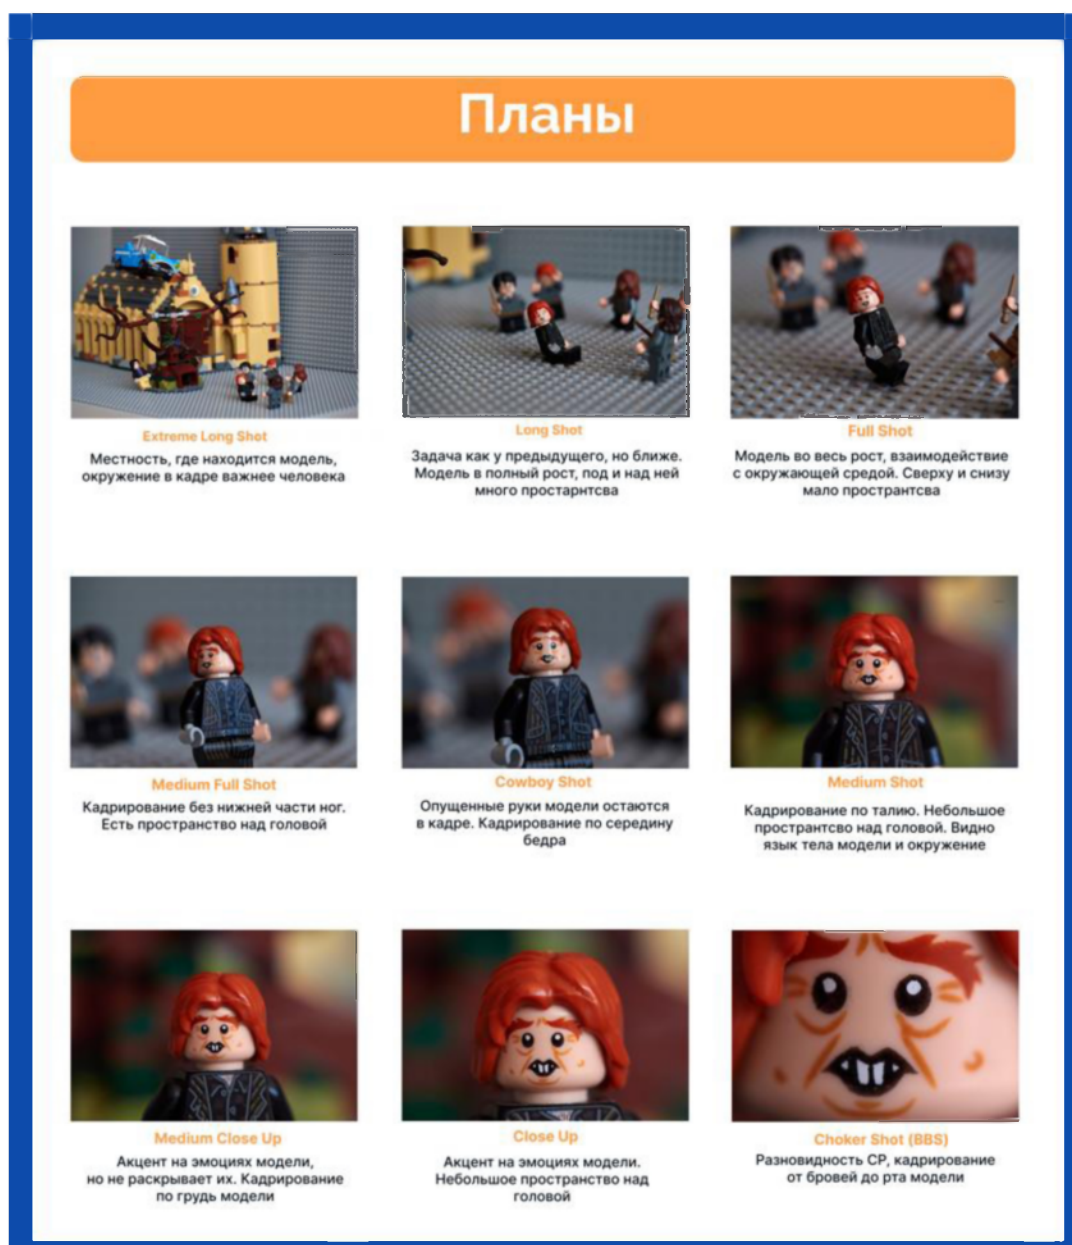 Планы
Extreme Long Shot
Местность, где находится модель,
окружение в кадре важнее человека
Long Shot
Задача как у предыдущего, но ближе.
Модель в полный рост, под и над ней
много простарнтсва
Full Shot
Модель во весь рост, взаимодействие
с окружающей средой. Сверху и снизу
мало пространтсва
Medium Full Shot
Кадрирование без нижней части ног.
Есть пространство над головой
Cowboy Shot
Опущенные руки модели остаются
в кадре. Кадрирование по середину
бедра
Medium Shot
Кадрирование по талию. Небольшое
пространтсво над головой. Видно
язык тела модели и окружение
Medium Close Up
Акцент на эмоциях модели,
но не раскрывает их. Кадрирование
по грудь модели
Close Up
Акцент на эмоциях модели.
Небольшое пространство над
головой
Choker Shot (BBS)
Разновидность CP, кадрирование
от бровей до рта модели